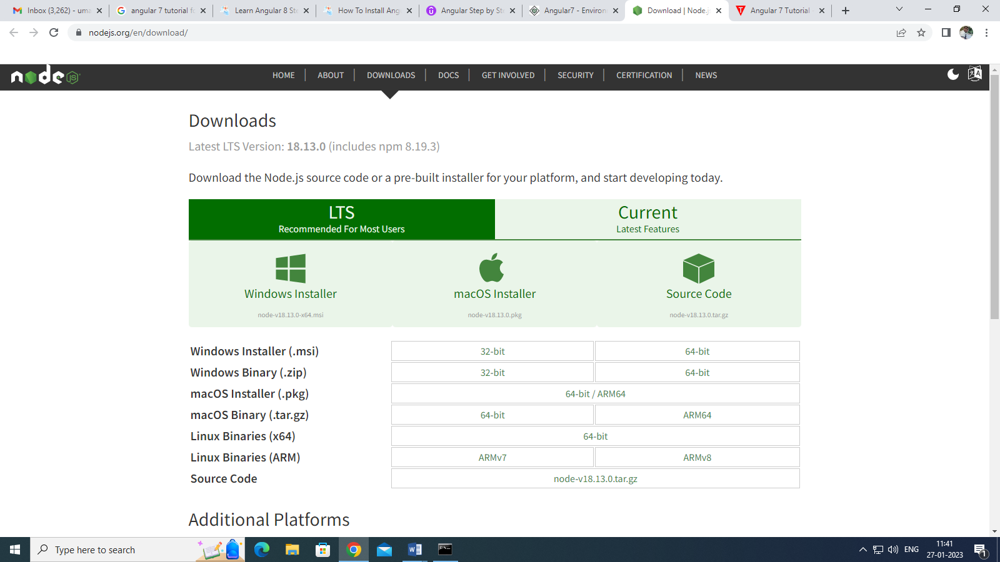 Inbox (3,262) - uma
angular 7 tutorial fo
Learn Angular 8 Ste
How To Install Ang
Angular Step by Ste
Angular7 - Environ
Download | Node.j
Angular 7 Tutorial
nodejs.org/en/download/
node JS
HOME
ABOUT
DOWNLOADS
DOCS
GET INVOLVED
SECURITY
CERTIFICATION
NEWS
Downloads
Latest LTS Version: 18.13.0 (includes npm 8.19.3)
Download the Node.js source code or a pre-built installer for your platform, and start developing today.
LTS
Recommended For Most Users
Current
Latest Features
Windows Installer
node-v18.13.0-x64.msi
macOS Installer
node-v18.13.0.pkg
Source Code
node-v18.13.0.tar.gz
Windows Installer (.msi) 32-bit 64-bit
Windows Binary (.zip) 32-bit 64-bit
macOS Installer (.pkg) 64-bit / ARM64
macOS Binary (.tar.gz) 64-bit ARM64
Linux Binaries (x64) 64-bit
Linux Binaries (ARM) ARMv7 ARMv8
Source Code node-v18.13.0.tar.gz
Additional Platforms
Type here to search
ENG
11:41
27-01-2023
1